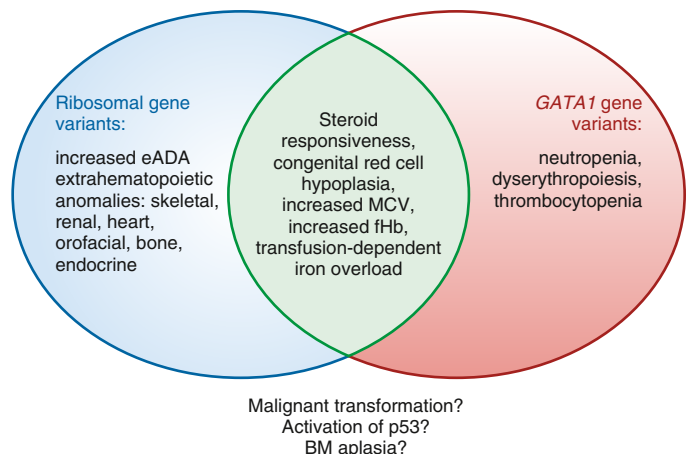 Ribosomal gene
variants:
increased eADA
extrahematopoietic
anomalies: skeletal,
renal, heart,
orofacial, bone,
endocrine
Steroid
responsiveness,
congenital red cell
hypoplasia,
increased MCV,
increased fHb,
transfusion-dependent
iron overload
GATA1 gene
variants:
neutropenia,
dyserythropoiesis,
thrombocytopenia
Malignant transformation?
Activation of p53?
BM aplasia?